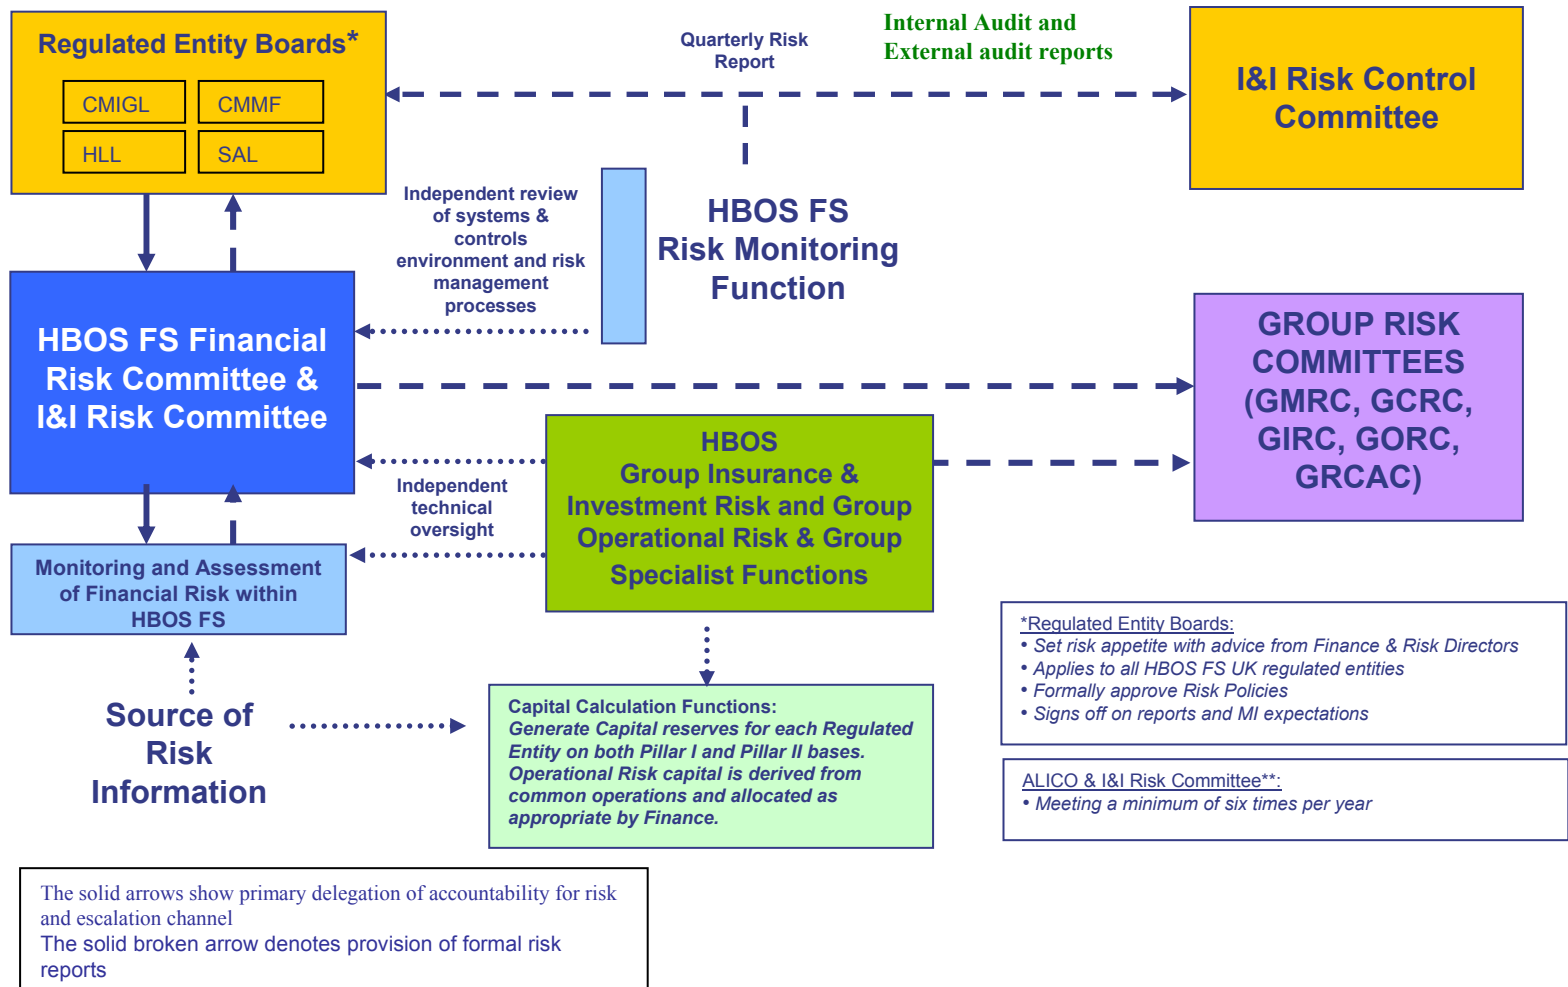 Regulated Entity Boards*
CMIGL
CMMF
HLL
SAL
Quarterly Risk
Report
Internal Audit and
External audit reports
I&I Risk Control
Committee
Independent review
of systems &
controls
environment and risk
management
processes
HBOS FS
Risk Monitoring
Function
HBOS FS Financial
Risk Committee &
I&I Risk Committee
GROUP RISK
COMMITTEES
(GMRC, GCRC,
GIRC, GORC,
GRCAC)
Independent
technical
oversight
HBOS
Group Insurance &
Investment Risk and Group
Operational Risk & Group
Specialist Functions
Monitoring and Assessment
of Financial Risk within
HBOS FS
Source of
Risk
Information
Capital Calculation Functions:
Generate Capital reserves for each Regulated
Entity on both Pillar I and Pillar II bases.
Operational Risk capital is derived from
common operations and allocated as
appropriate by Finance.
*Regulated Entity Boards:
• Set risk appetite with advice from Finance & Risk Directors
• Applies to all HBOS FS UK regulated entities
• Formally approve Risk Policies
• Signs off on reports and MI expectations
ALICO & I&I Risk Committee**:
• Meeting a minimum of six times per year
The solid arrows show primary delegation of accountability for risk
and escalation channel
The solid broken arrow denotes provision of formal risk
reports